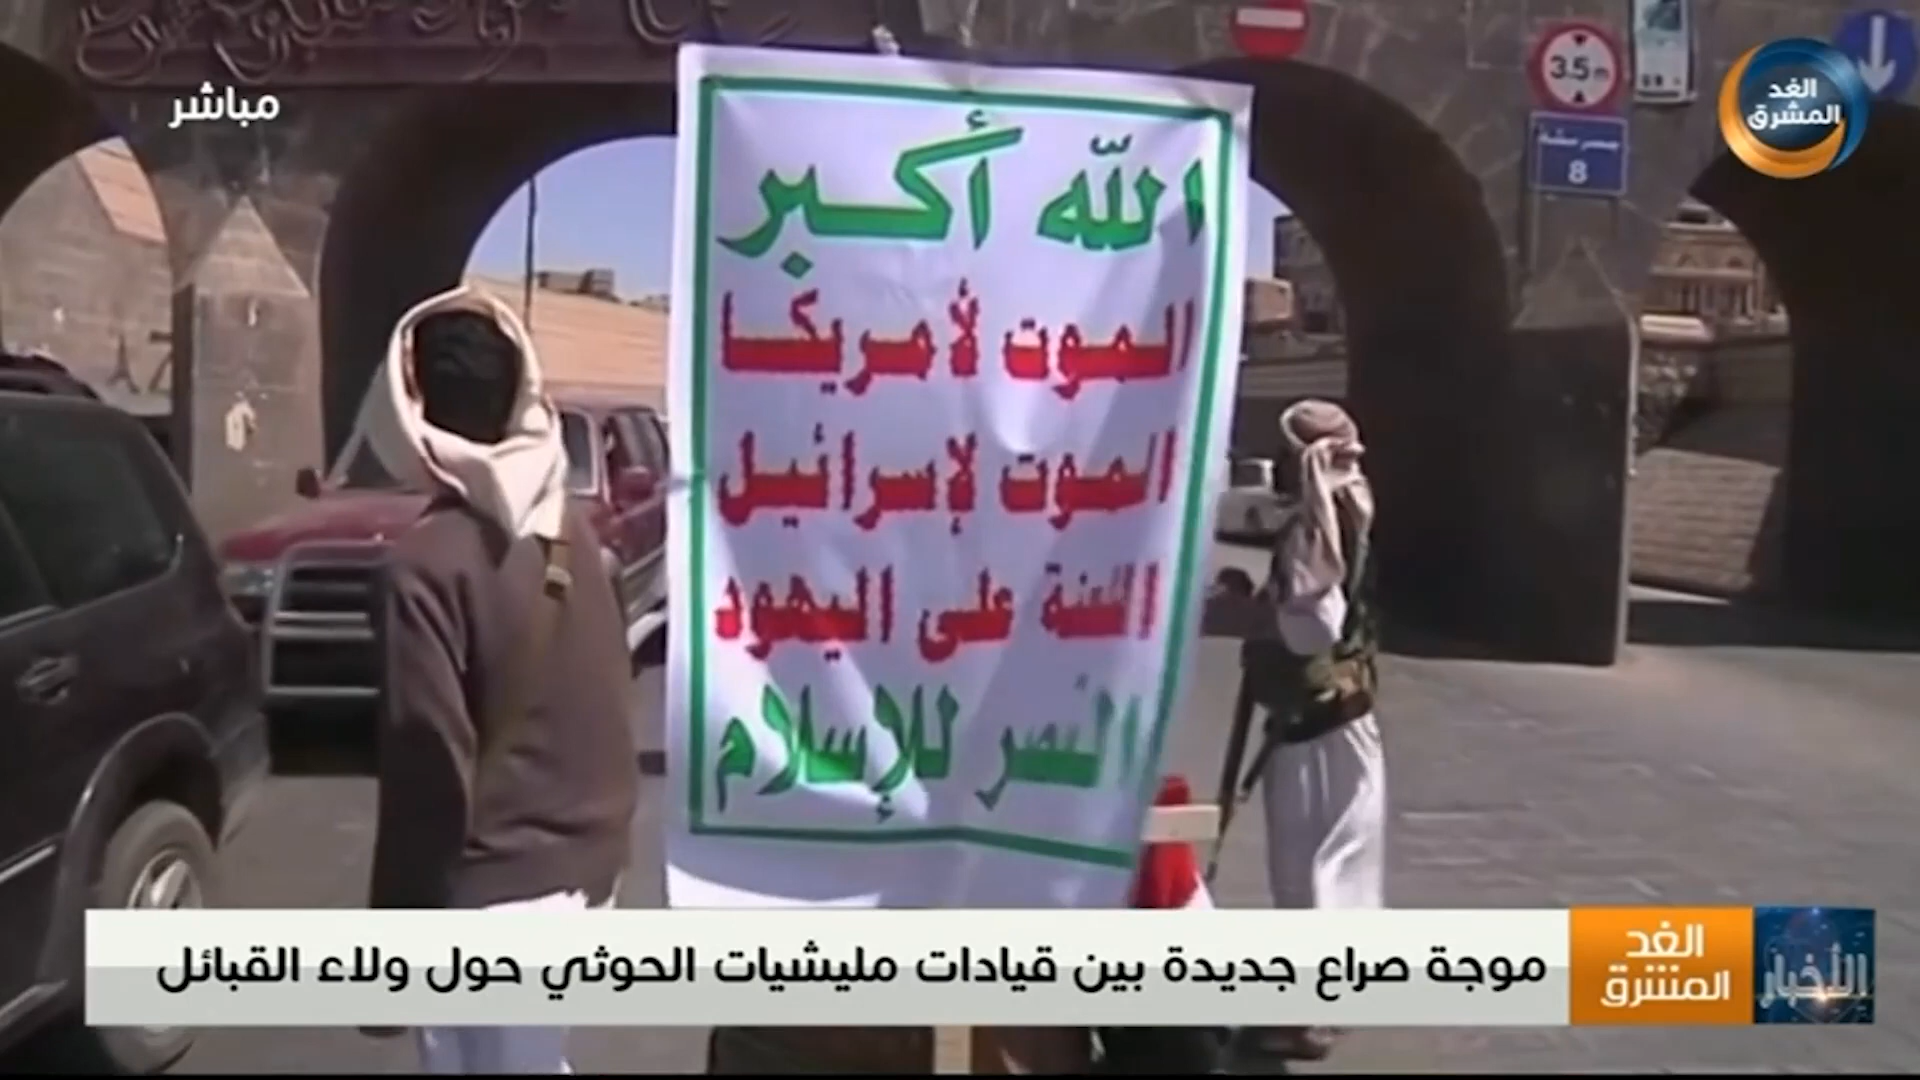 مباشر
الغد
المشرق
3.5m
8
الله أكبر
الموت لأمريكا
الموت لإسرائيل
اللعنة على اليهود
النصر للإسلام
موجة صراع جديدة بين قيادات مليشيات الحوثي حول ولاء القبائل
الغد
المشرق
الأخبار